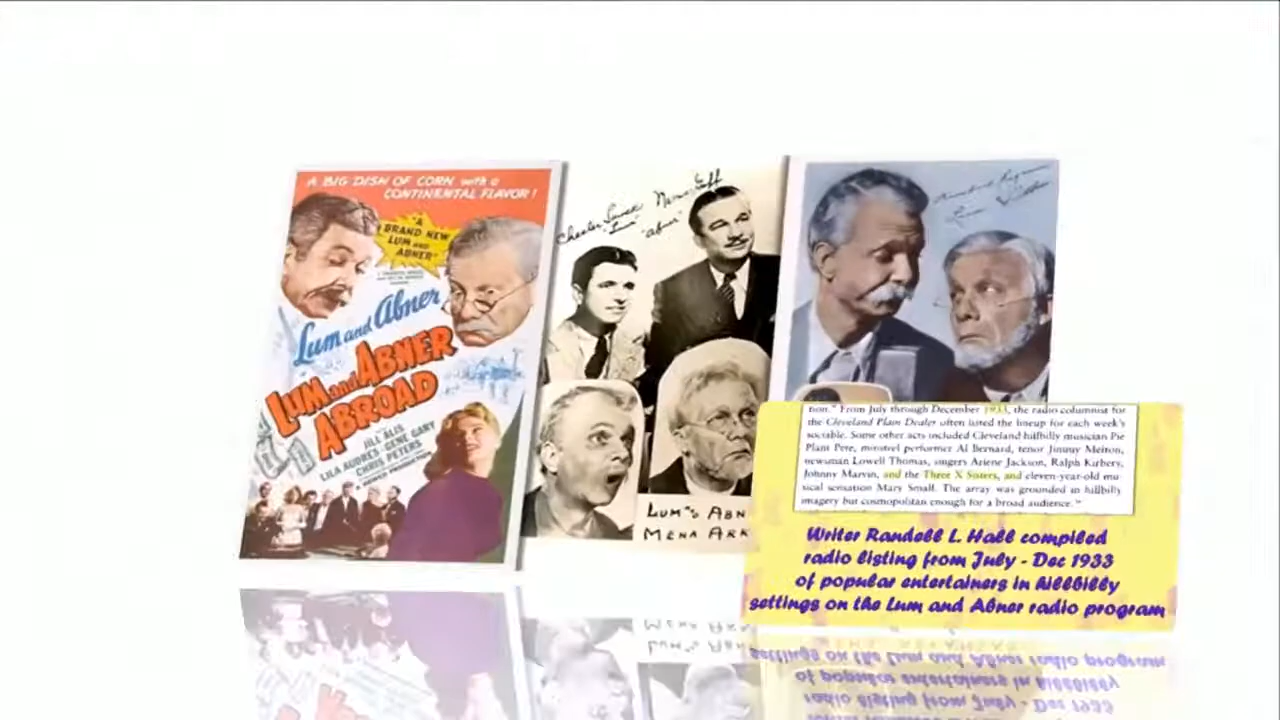 A BIG DISH OF CORN with a
CONTINENTAL FLAVOR!
"A
BRAND NEW
LUM AND
ABNER"
Lum and Abner
LUM and ABNER
ABROAD
JILL ALIS
LILA AUDRES · GENE GARY
CHRIS PETERS
Chester Lauck Norris Goff
"Lum" "Abner"
LUM'S ABN
MENA ARK
tion." From July through December 1933, the radio columnist for
the Cleveland Plain Dealer often listed the lineup for each week's
sociable. Some other acts included Cleveland hillbilly musician Pie
Plant Pete, minstrel performer Al Bernard, tenor Jimmy Melton,
newsman Lowell Thomas, singers Arlene Jackson, Ralph Kirbery,
Johnny Marvin, and the Three X Sisters, and eleven-year-old mu-
sical sensation Mary Small. The array was grounded in hillbilly
imagery but cosmopolitan enough for a broad audience."
Writer Randell L. Hall compiled
radio listing from July - Dec 1933
of popular entertainers in hillbilly
settings on the Lum and Abner radio program